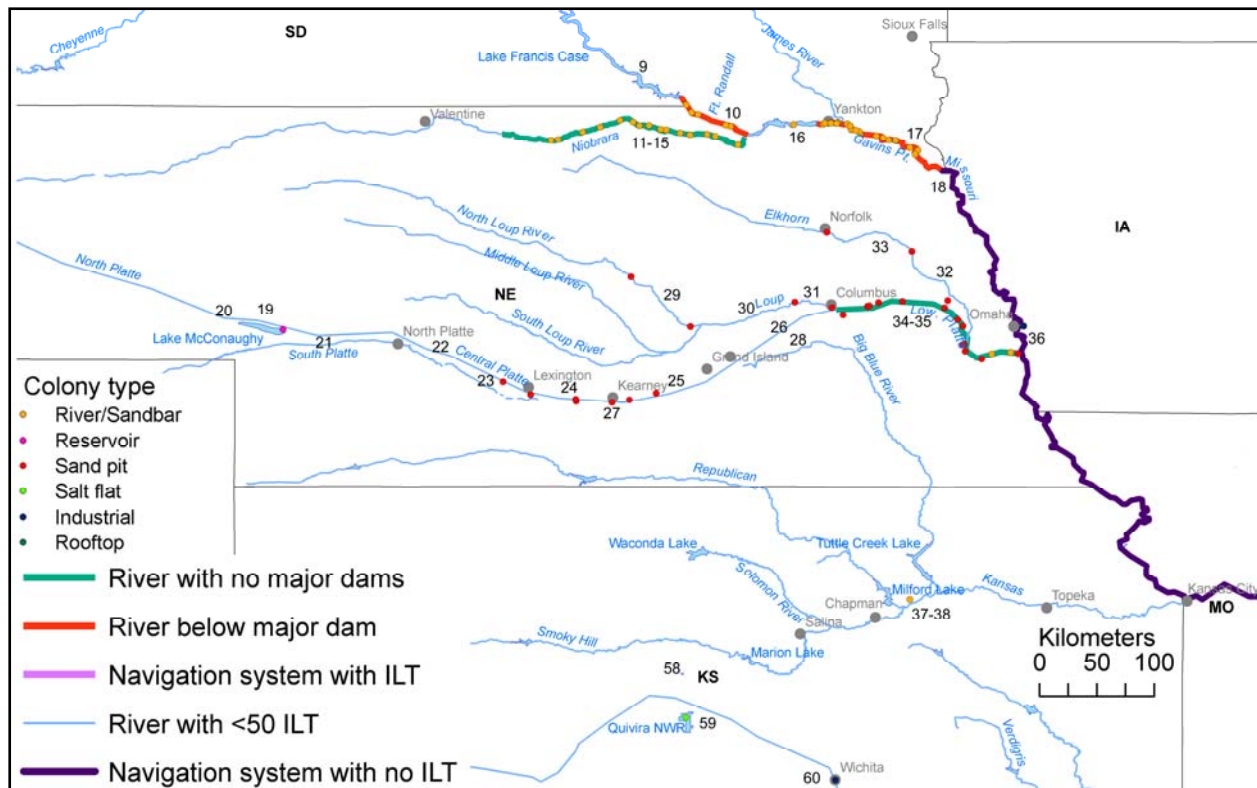 SD
Cheyenne
Sioux Falls
James River
Lake Francis Case
9
Ft. Randall
10
Valentine
Yankton
16
17
Gavins Pt.
Niobrara
11-15
18
Missouri
IA
North Loup River
Elkhorn
Norfolk
33
32
Middle Loup River
North Platte
NE
29
20
19
31
Columbus
30
Loup
34-35
Low. Platte
Omaha
36
South Loup River
26
28
Lake McConaughy
21
North Platte
South Platte
22
Grand Island
Big Blue River
Central Platte
23
Lexington
24
Kearney
25
27
Colony type
River/Sandbar
Reservoir
Sand pit
Salt flat
Industrial
Rooftop
River with no major dams
River below major dam
Navigation system with ILT
River with <50 ILT
Navigation system with no ILT
Republican
Waconda Lake
Tuttle Creek Lake
Solomon River
Milford Lake
Kansas
Chapman
37-38
Topeka
Kansas City
MO
Salina
Smoky Hill
Marion Lake
Kilometers
0 50 100
58
KS
Quivira NWR
59
Verdigris
60
Wichita